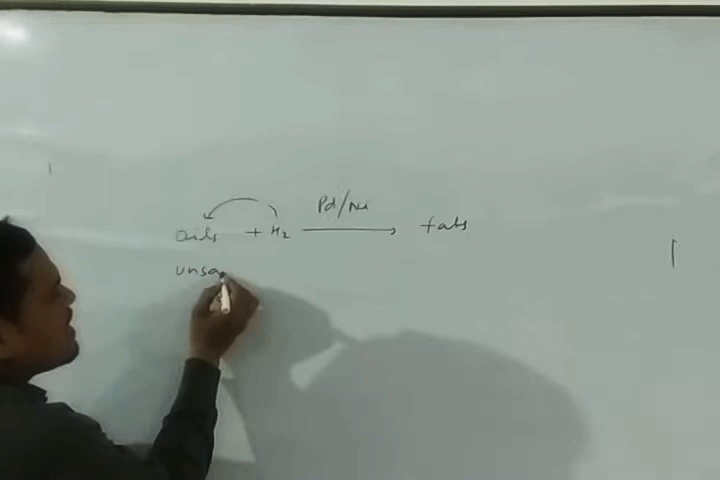 Pd/Ni
Oils + H₂ → fats
unsa